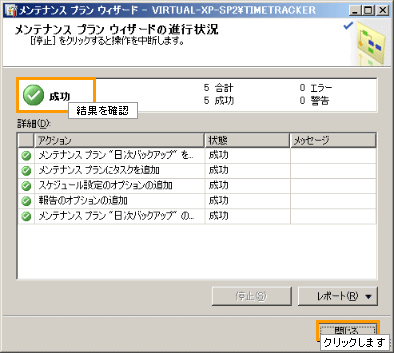 メンテナンス プラン ウィザード - VIRTUAL-XP-SP2¥TIMETRACKER
メンテナンス プラン ウィザードの進行状況
[停止] をクリックすると操作を中断します。
成功
5 合計 0 エラー
5 成功 0 警告
結果を確認
詳細(D):
アクション 状態 メッセージ
メンテナンス プラン "日次バックアップ" を... 成功
メンテナンス プランにタスクを追加 成功
スケジュール設定のオプションの追加 成功
報告のオプションの追加 成功
メンテナンス プラン "日次バックアップ" の... 成功
停止(S) レポート(R)
閉じる
クリックします